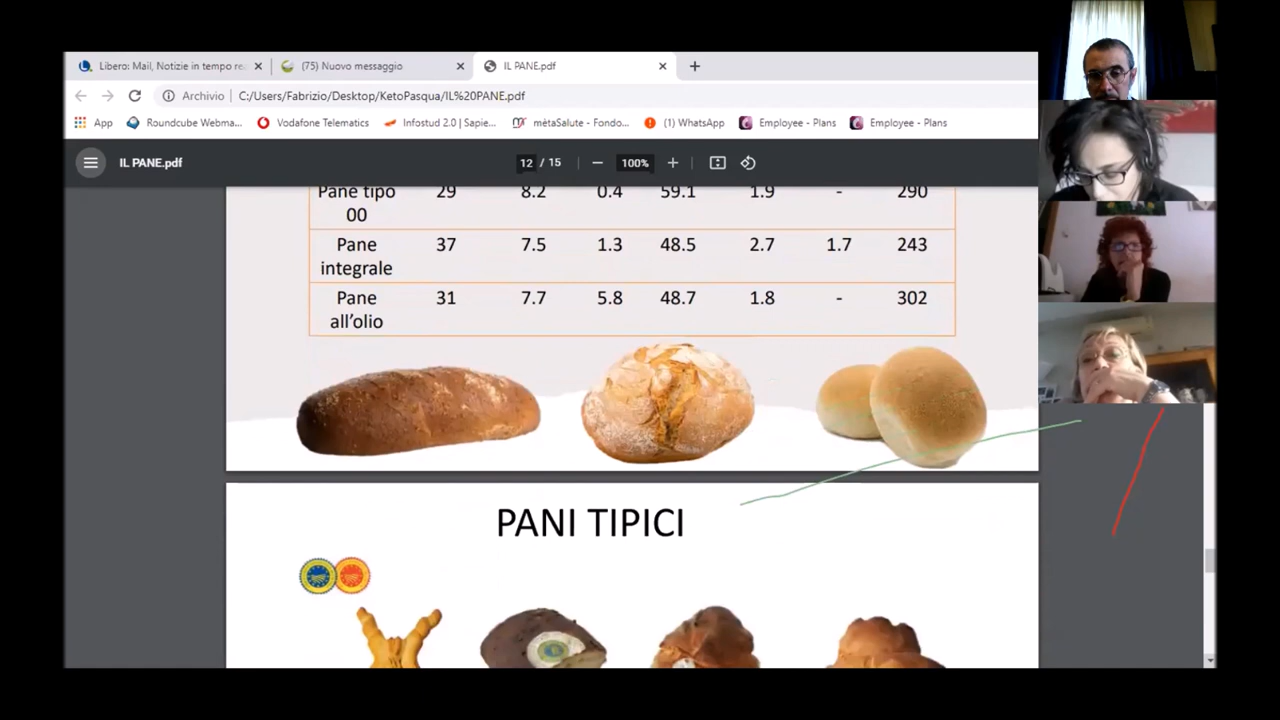 Libero: Mail, Notizie in tempo re
(75) Nuovo messaggio
IL PANE.pdf
Archivio C:/Users/Fabrizio/Desktop/KetoPasqua/IL%20PANE.pdf
App Roundcube Webma... Vodafone Telematics Infostud 2.0 | Sapie... mètaSalute - Fondo... (1) WhatsApp Employee - Plans Employee - Plans
IL PANE.pdf 12 / 15 100%
Pane tipo 29 8.2 0.4 59.1 1.9 - 290
00
Pane 37 7.5 1.3 48.5 2.7 1.7 243
integrale
Pane 31 7.7 5.8 48.7 1.8 - 302
all'olio
PANI TIPICI